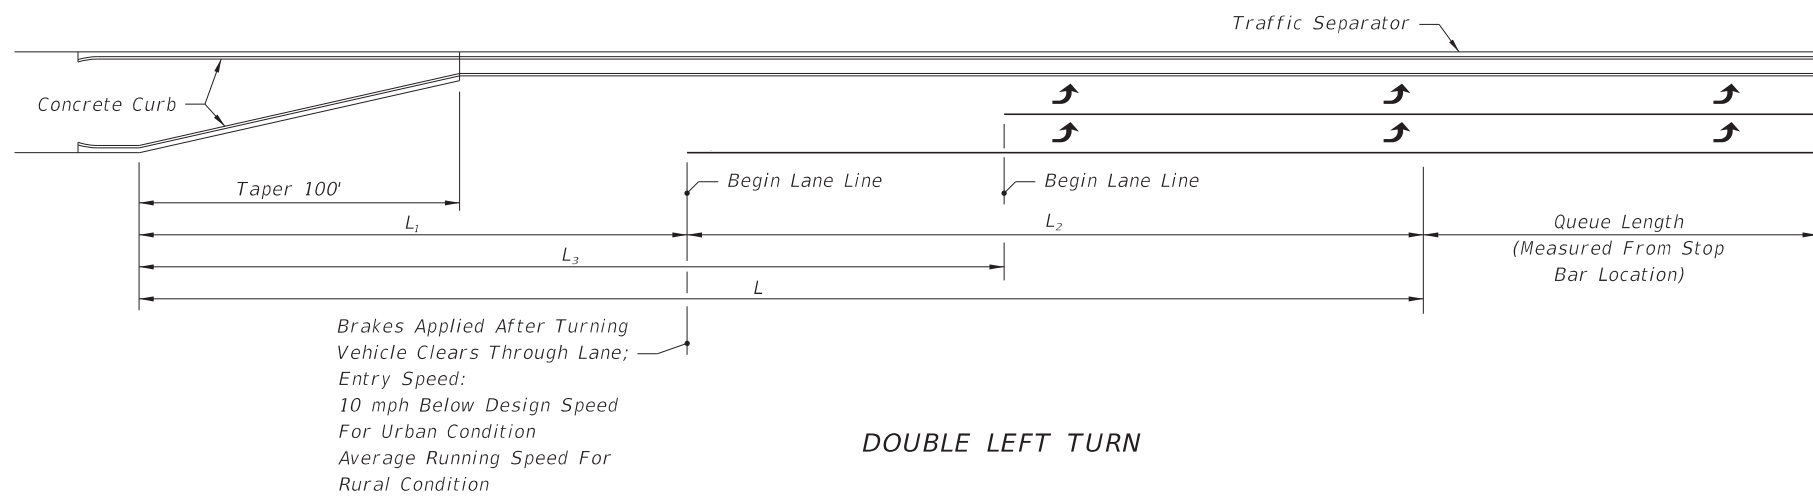 Traffic Separator
Concrete Curb
Taper 100'
Begin Lane Line
Begin Lane Line
L₁
L₂
Queue Length
(Measured From Stop
Bar Location)
L₃
L
Brakes Applied After Turning
Vehicle Clears Through Lane;
Entry Speed:
10 mph Below Design Speed
For Urban Condition
Average Running Speed For
Rural Condition
DOUBLE LEFT TURN